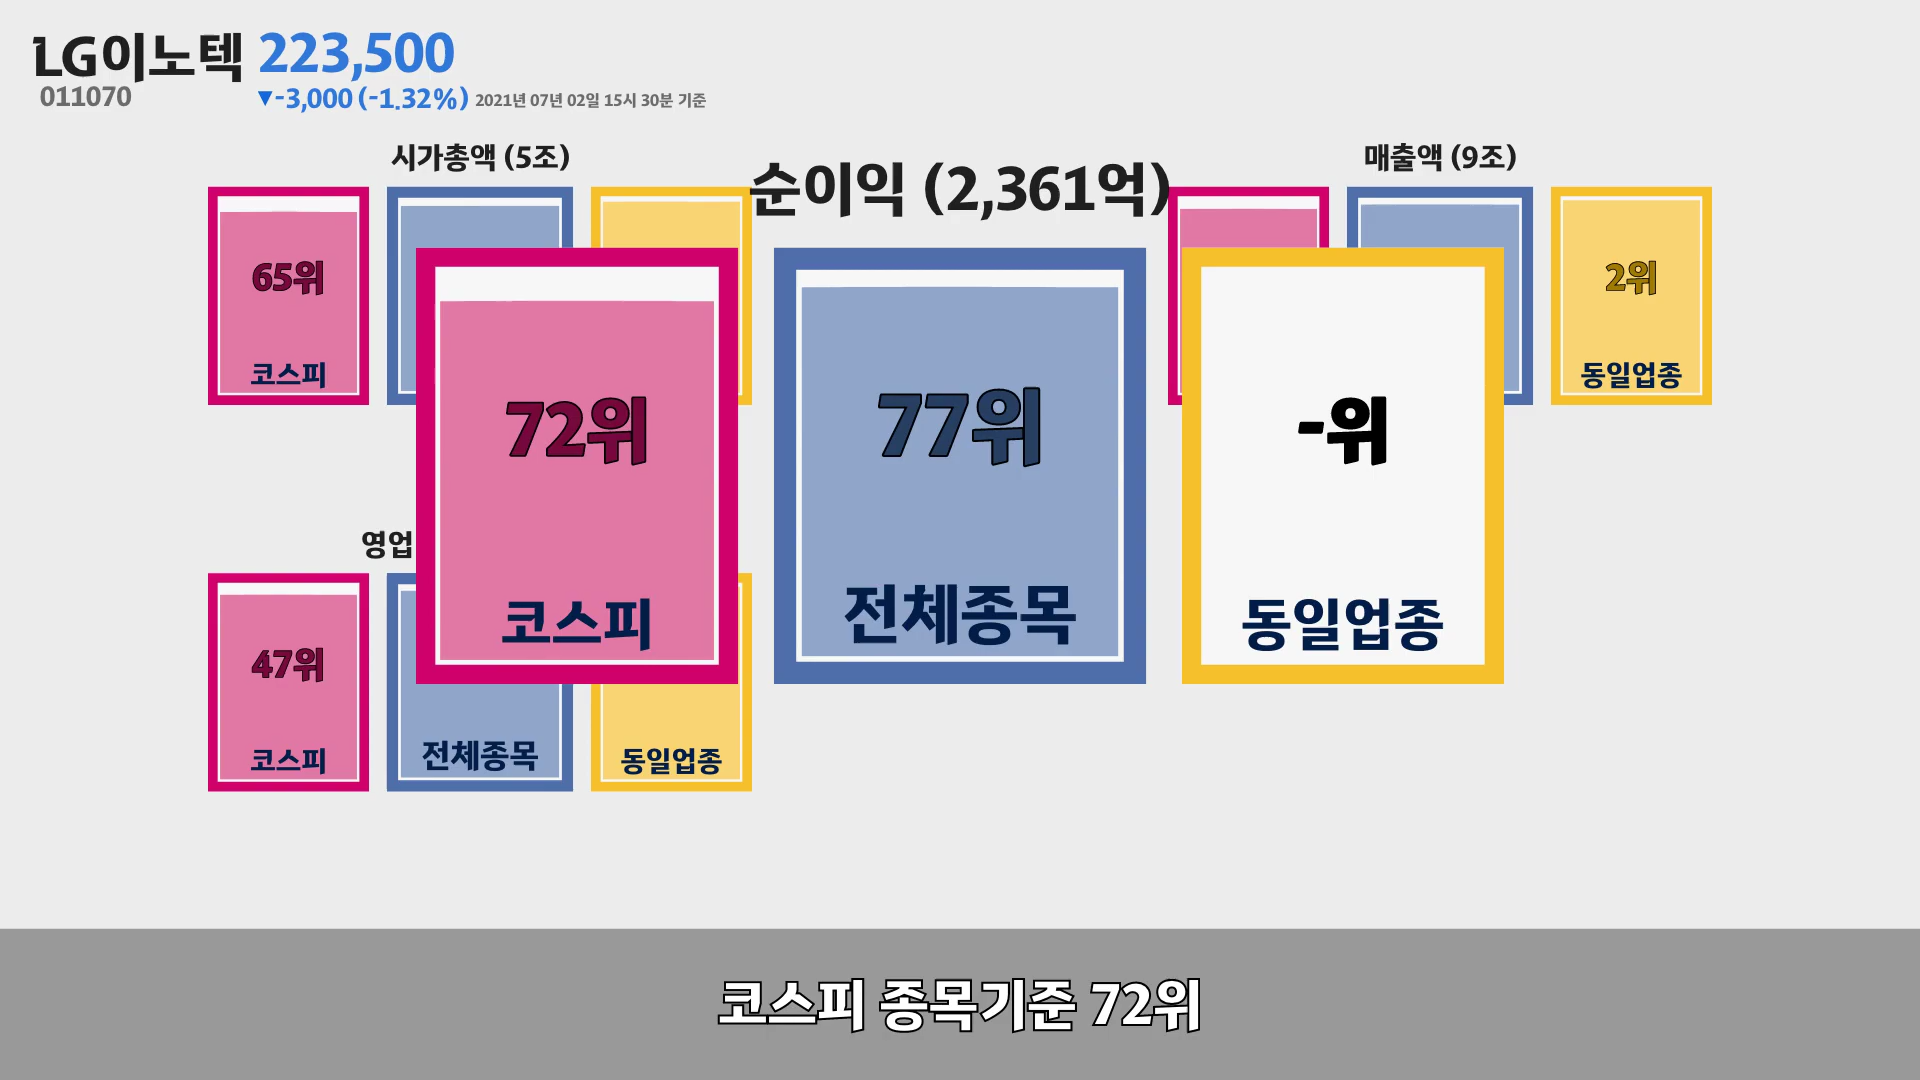 LG이노텍 223,500
011070
▼-3,000 (-1.32%) 2021년 07년 02일 15시 30분 기준
시가총액 (5조)
순이익 (2,361억)
매출액 (9조)
65위
코스피
2위
동일업종
72위
코스피
77위
전체종목
-위
동일업종
영업
47위
코스피
전체종목
동일업종
코스피 종목기준 72위